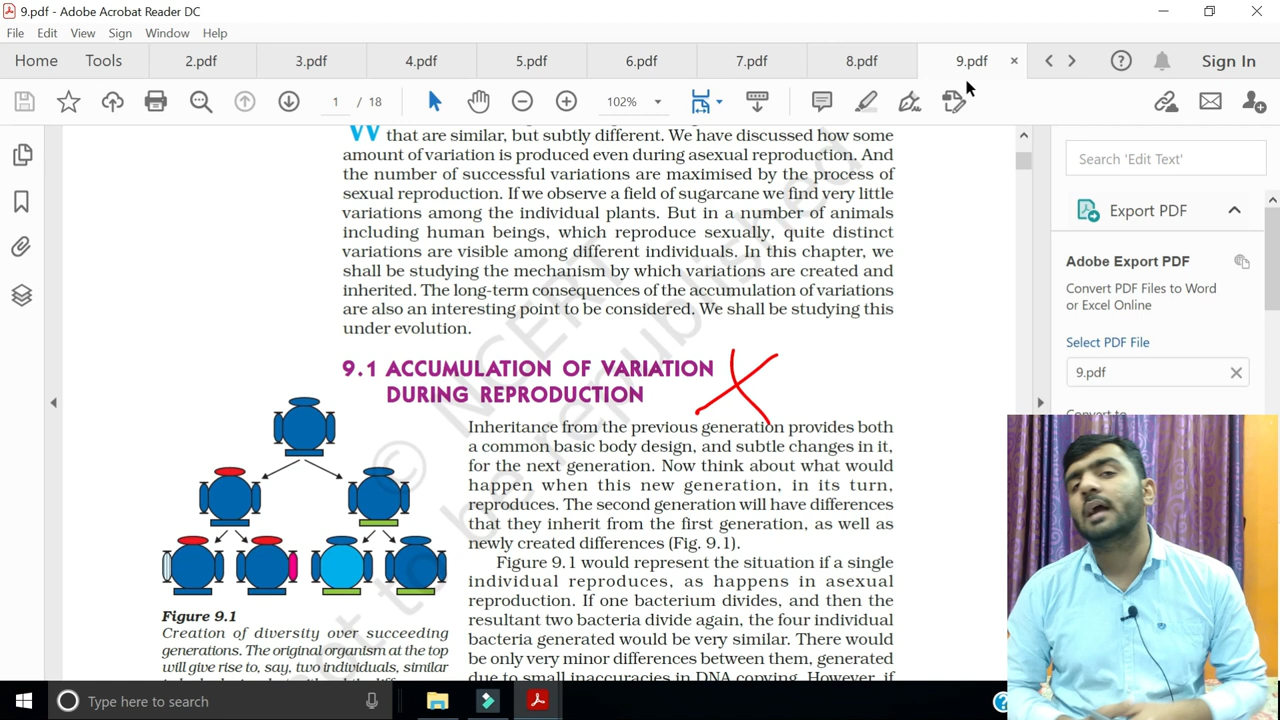 9.pdf - Adobe Acrobat Reader DC
File Edit View Sign Window Help
Home Tools 2.pdf 3.pdf 4.pdf 5.pdf 6.pdf 7.pdf 8.pdf 9.pdf Sign In
1 / 18 102%
that are similar, but subtly different. We have discussed how some
amount of variation is produced even during asexual reproduction. And
the number of successful variations are maximised by the process of
sexual reproduction. If we observe a field of sugarcane we find very little
variations among the individual plants. But in a number of animals
including human beings, which reproduce sexually, quite distinct
variations are visible among different individuals. In this chapter, we
shall be studying the mechanism by which variations are created and
inherited. The long-term consequences of the accumulation of variations
are also an interesting point to be considered. We shall be studying this
under evolution.
9.1 ACCUMULATION OF VARIATION
DURING REPRODUCTION
Inheritance from the previous generation provides both
a common basic body design, and subtle changes in it,
for the next generation. Now think about what would
happen when this new generation, in its turn,
reproduces. The second generation will have differences
that they inherit from the first generation, as well as
newly created differences (Fig. 9.1).
Figure 9.1 would represent the situation if a single
individual reproduces, as happens in asexual
reproduction. If one bacterium divides, and then the
resultant two bacteria divide again, the four individual
bacteria generated would be very similar. There would
be only very minor differences between them, generated
due to small inaccuracies in DNA copying. However, if
Figure 9.1
Creation of diversity over succeeding
generations. The original organism at the top
will give rise to, say, two individuals, similar
© NCERT
not to be republished
Search 'Edit Text'
Export PDF
Adobe Export PDF
Convert PDF Files to Word
or Excel Online
Select PDF File
9.pdf
Convert to
Type here to search